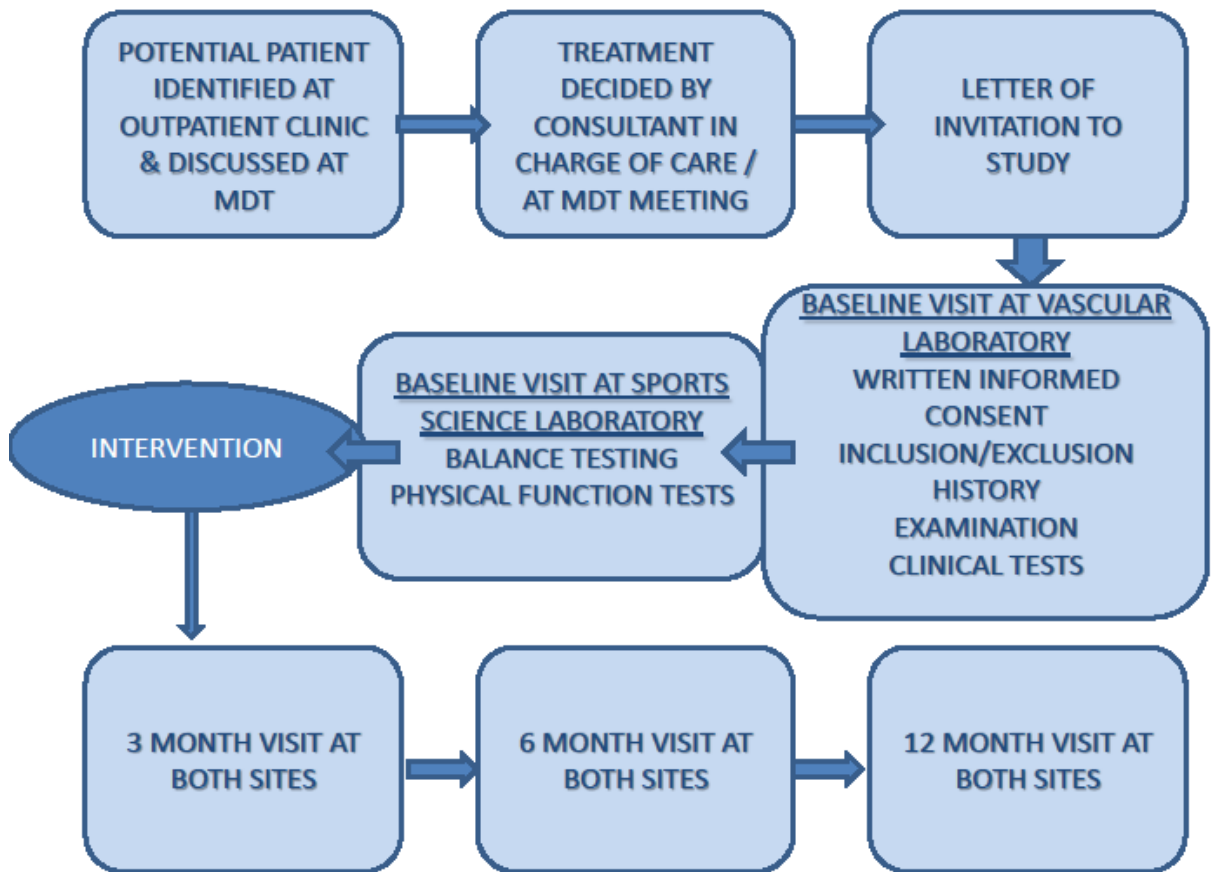 POTENTIAL PATIENT
IDENTIFIED AT
OUTPATIENT CLINIC
& DISCUSSED AT
MDT
TREATMENT
DECIDED BY
CONSULTANT IN
CHARGE OF CARE /
AT MDT MEETING
LETTER OF
INVITATION TO
STUDY
BASELINE VISIT AT VASCULAR
LABORATORY
WRITTEN INFORMED
CONSENT
INCLUSION/EXCLUSION
HISTORY
EXAMINATION
CLINICAL TESTS
BASELINE VISIT AT SPORTS
SCIENCE LABORATORY
BALANCE TESTING
PHYSICAL FUNCTION TESTS
INTERVENTION
3 MONTH VISIT AT
BOTH SITES
6 MONTH VISIT AT
BOTH SITES
12 MONTH VISIT AT
BOTH SITES